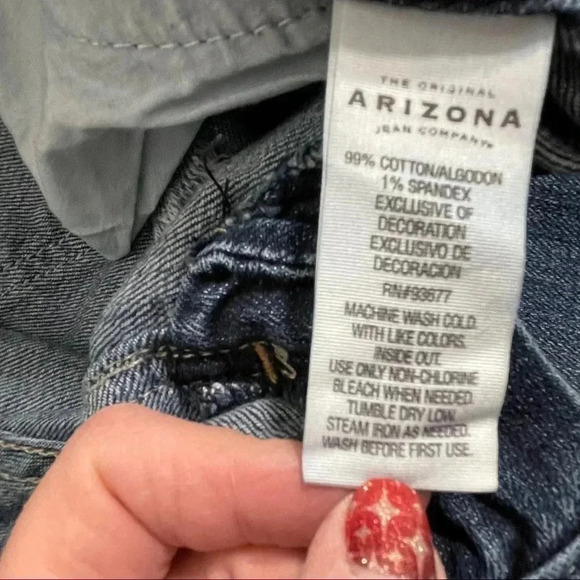 THE ORIGINAL
ARIZONA
JEAN COMPANY
99% COTTON/ALGODON
1% SPANDEX
EXCLUSIVE OF
DECORATION
EXCLUSIVO DE
DECORACION
RN#93677
MACHINE WASH COLD.
WITH LIKE COLORS.
INSIDE OUT.
USE ONLY NON-CHLORINE
BLEACH WHEN NEEDED.
TUMBLE DRY LOW.
STEAM IRON AS NEEDED.
WASH BEFORE FIRST USE.